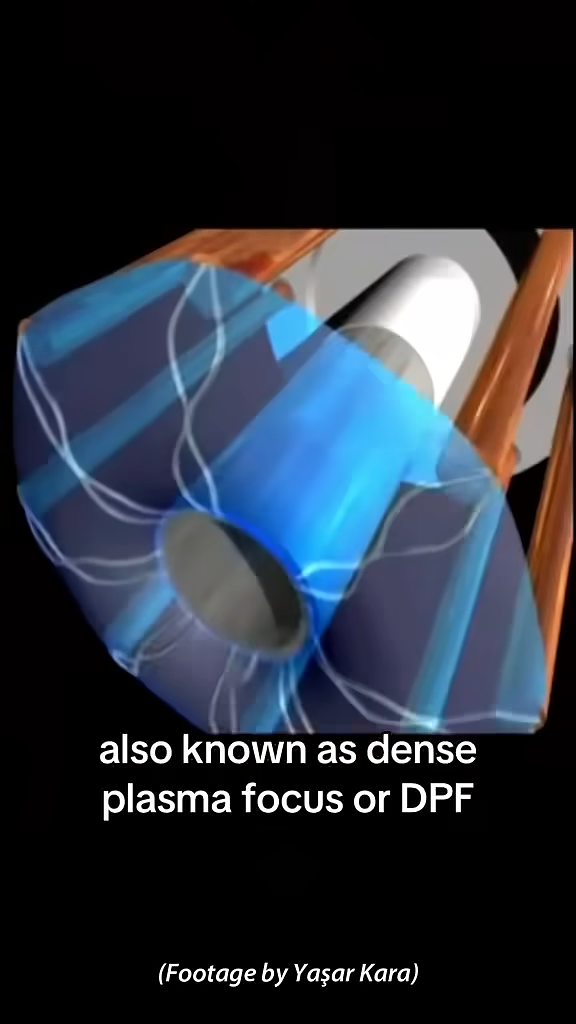 also known as dense
plasma focus or DPF
(Footage by Yaşar Kara)